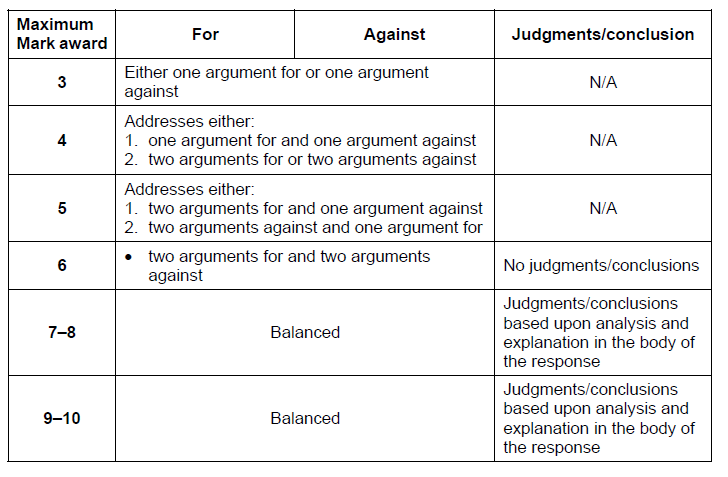 Maximum
Mark award
For
Against
Judgments/conclusion
3
Either one argument for or one argument
against
N/A
4
Addresses either:
1. one argument for and one argument against
2. two arguments for or two arguments against
N/A
5
Addresses either:
1. two arguments for and one argument against
2. two arguments against and one argument for
N/A
6
• two arguments for and two arguments
against
No judgments/conclusions
7–8
Balanced
Judgments/conclusions
based upon analysis and
explanation in the body of
the response
9–10
Balanced
Judgments/conclusions
based upon analysis and
explanation in the body of
the response